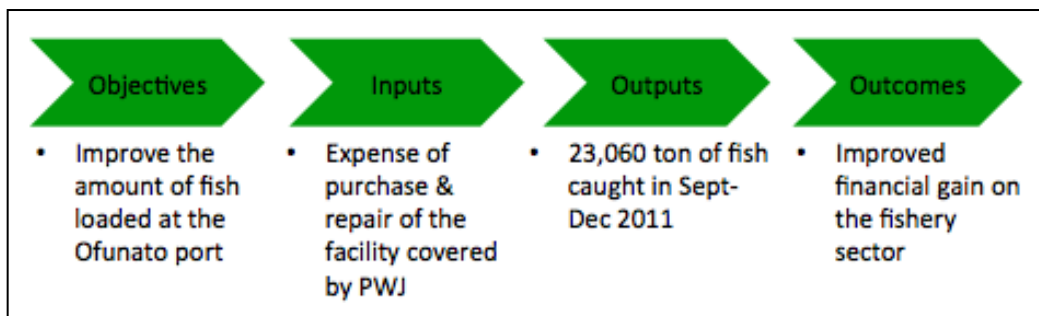 Objectives
Inputs
Outputs
Outcomes
• Improve the
amount of fish
loaded at the
Ofunato port
• Expense of
purchase &
repair of the
facility covered
by PWJ
• 23,060 ton of fish
caught in Sept-
Dec 2011
• Improved
financial gain on
the fishery
sector